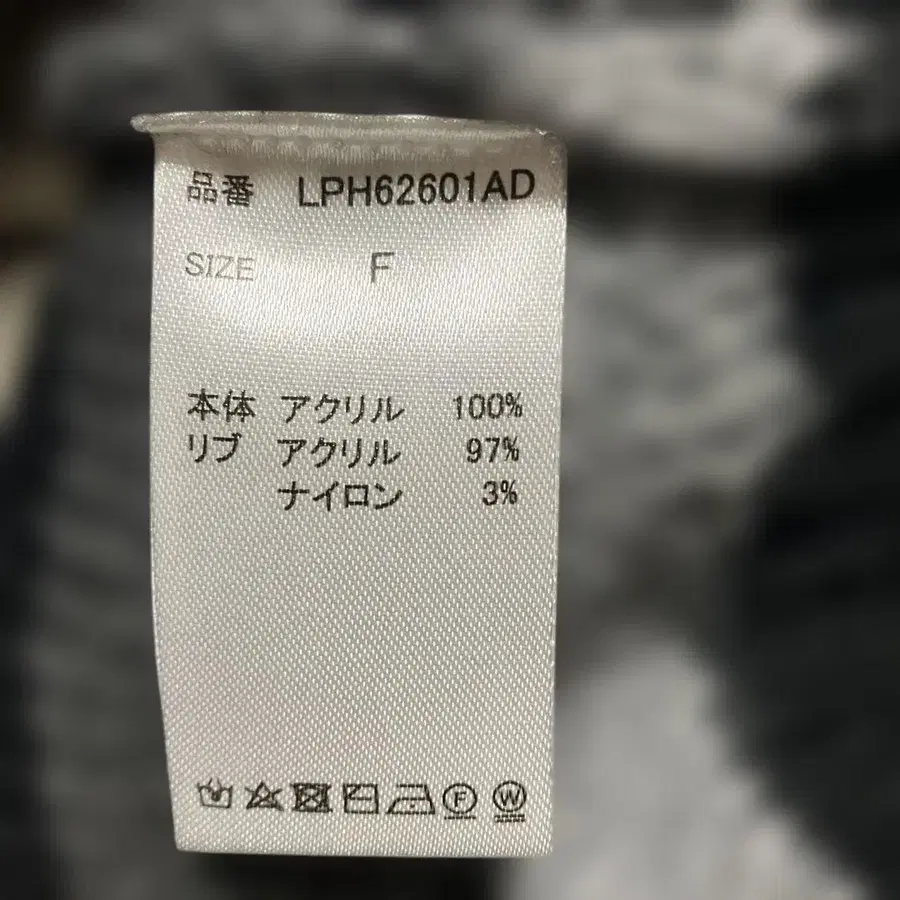 品番 LPH62601AD
SIZE F
本体 アクリル 100%
リブ アクリル 97%
ナイロン 3%
F W